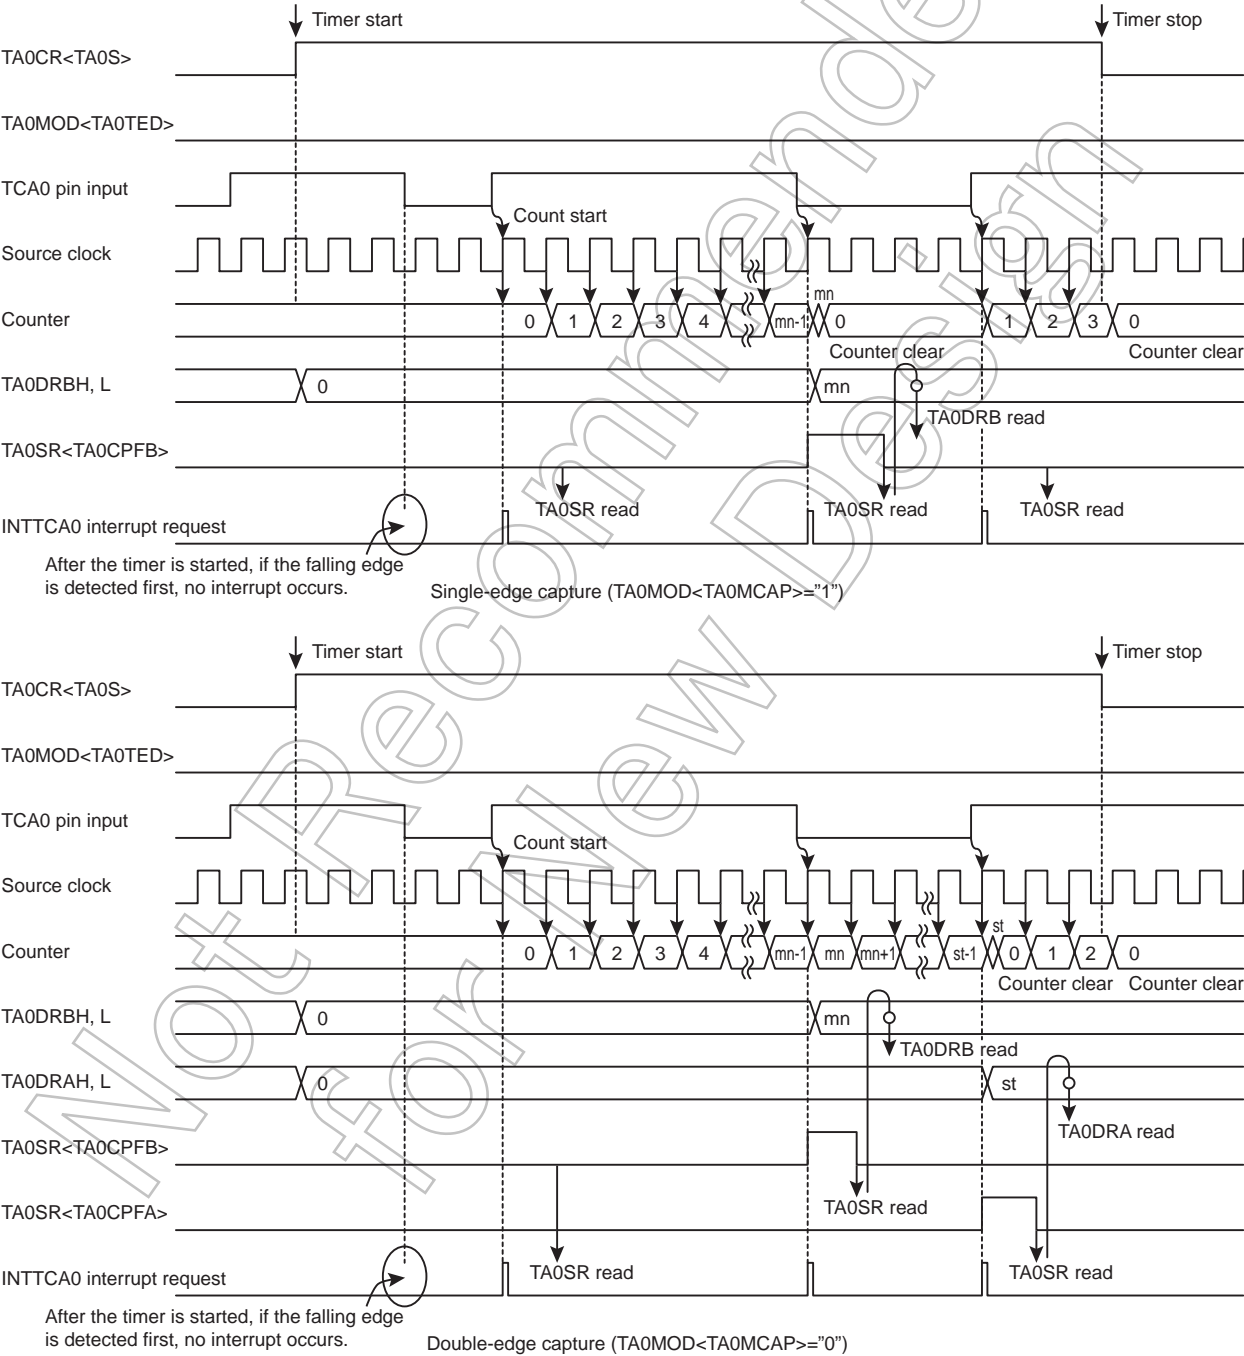 Timer start
Timer stop
TA0CR<TA0S>
TA0MOD<TA0TED>
TCA0 pin input
Count start
Source clock
mn
Counter
0 1 2 3 4 mn-1 0 1 2 3 0
Counter clear
Counter clear
TA0DRBH, L
0
mn
TA0DRB read
TA0SR<TA0CPFB>
TA0SR read
TA0SR read
TA0SR read
INTTCA0 interrupt request
After the timer is started, if the falling edge
is detected first, no interrupt occurs.
Single-edge capture (TA0MOD<TA0MCAP>=”1”)
Timer start
Timer stop
TA0CR<TA0S>
TA0MOD<TA0TED>
TCA0 pin input
Count start
Source clock
st
Counter
0 1 2 3 4 mn-1 mn mn+1 st-1 0 1 2 0
Counter clear
Counter clear
TA0DRBH, L
0
mn
TA0DRB read
TA0DRAH, L
0
st
TA0DRA read
TA0SR<TA0CPFB>
TA0SR read
TA0SR<TA0CPFA>
TA0SR read
TA0SR read
INTTCA0 interrupt request
After the timer is started, if the falling edge
is detected first, no interrupt occurs.
Double-edge capture (TA0MOD<TA0MCAP>=”0”)
Not Recommende
for New Design